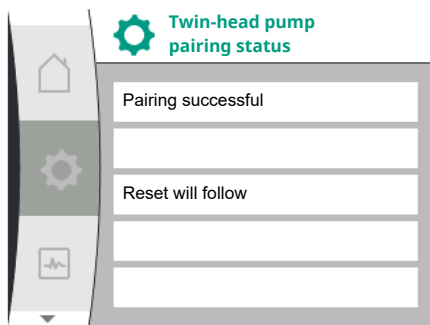 Twin-head pump
pairing status
Pairing successful
Reset will follow